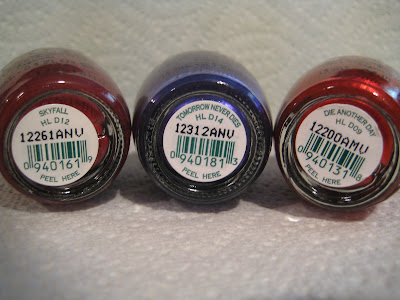 SKYFALL
HL D12
12261ANV
0 940161 9
PEEL HERE
TOMORROW NEVER DIES
HL D14
12312ANV
0 940181 3
PEEL HERE
DIE ANOTHER DAY
HL D09
12200AMV
0 940131 8
PEEL HERE